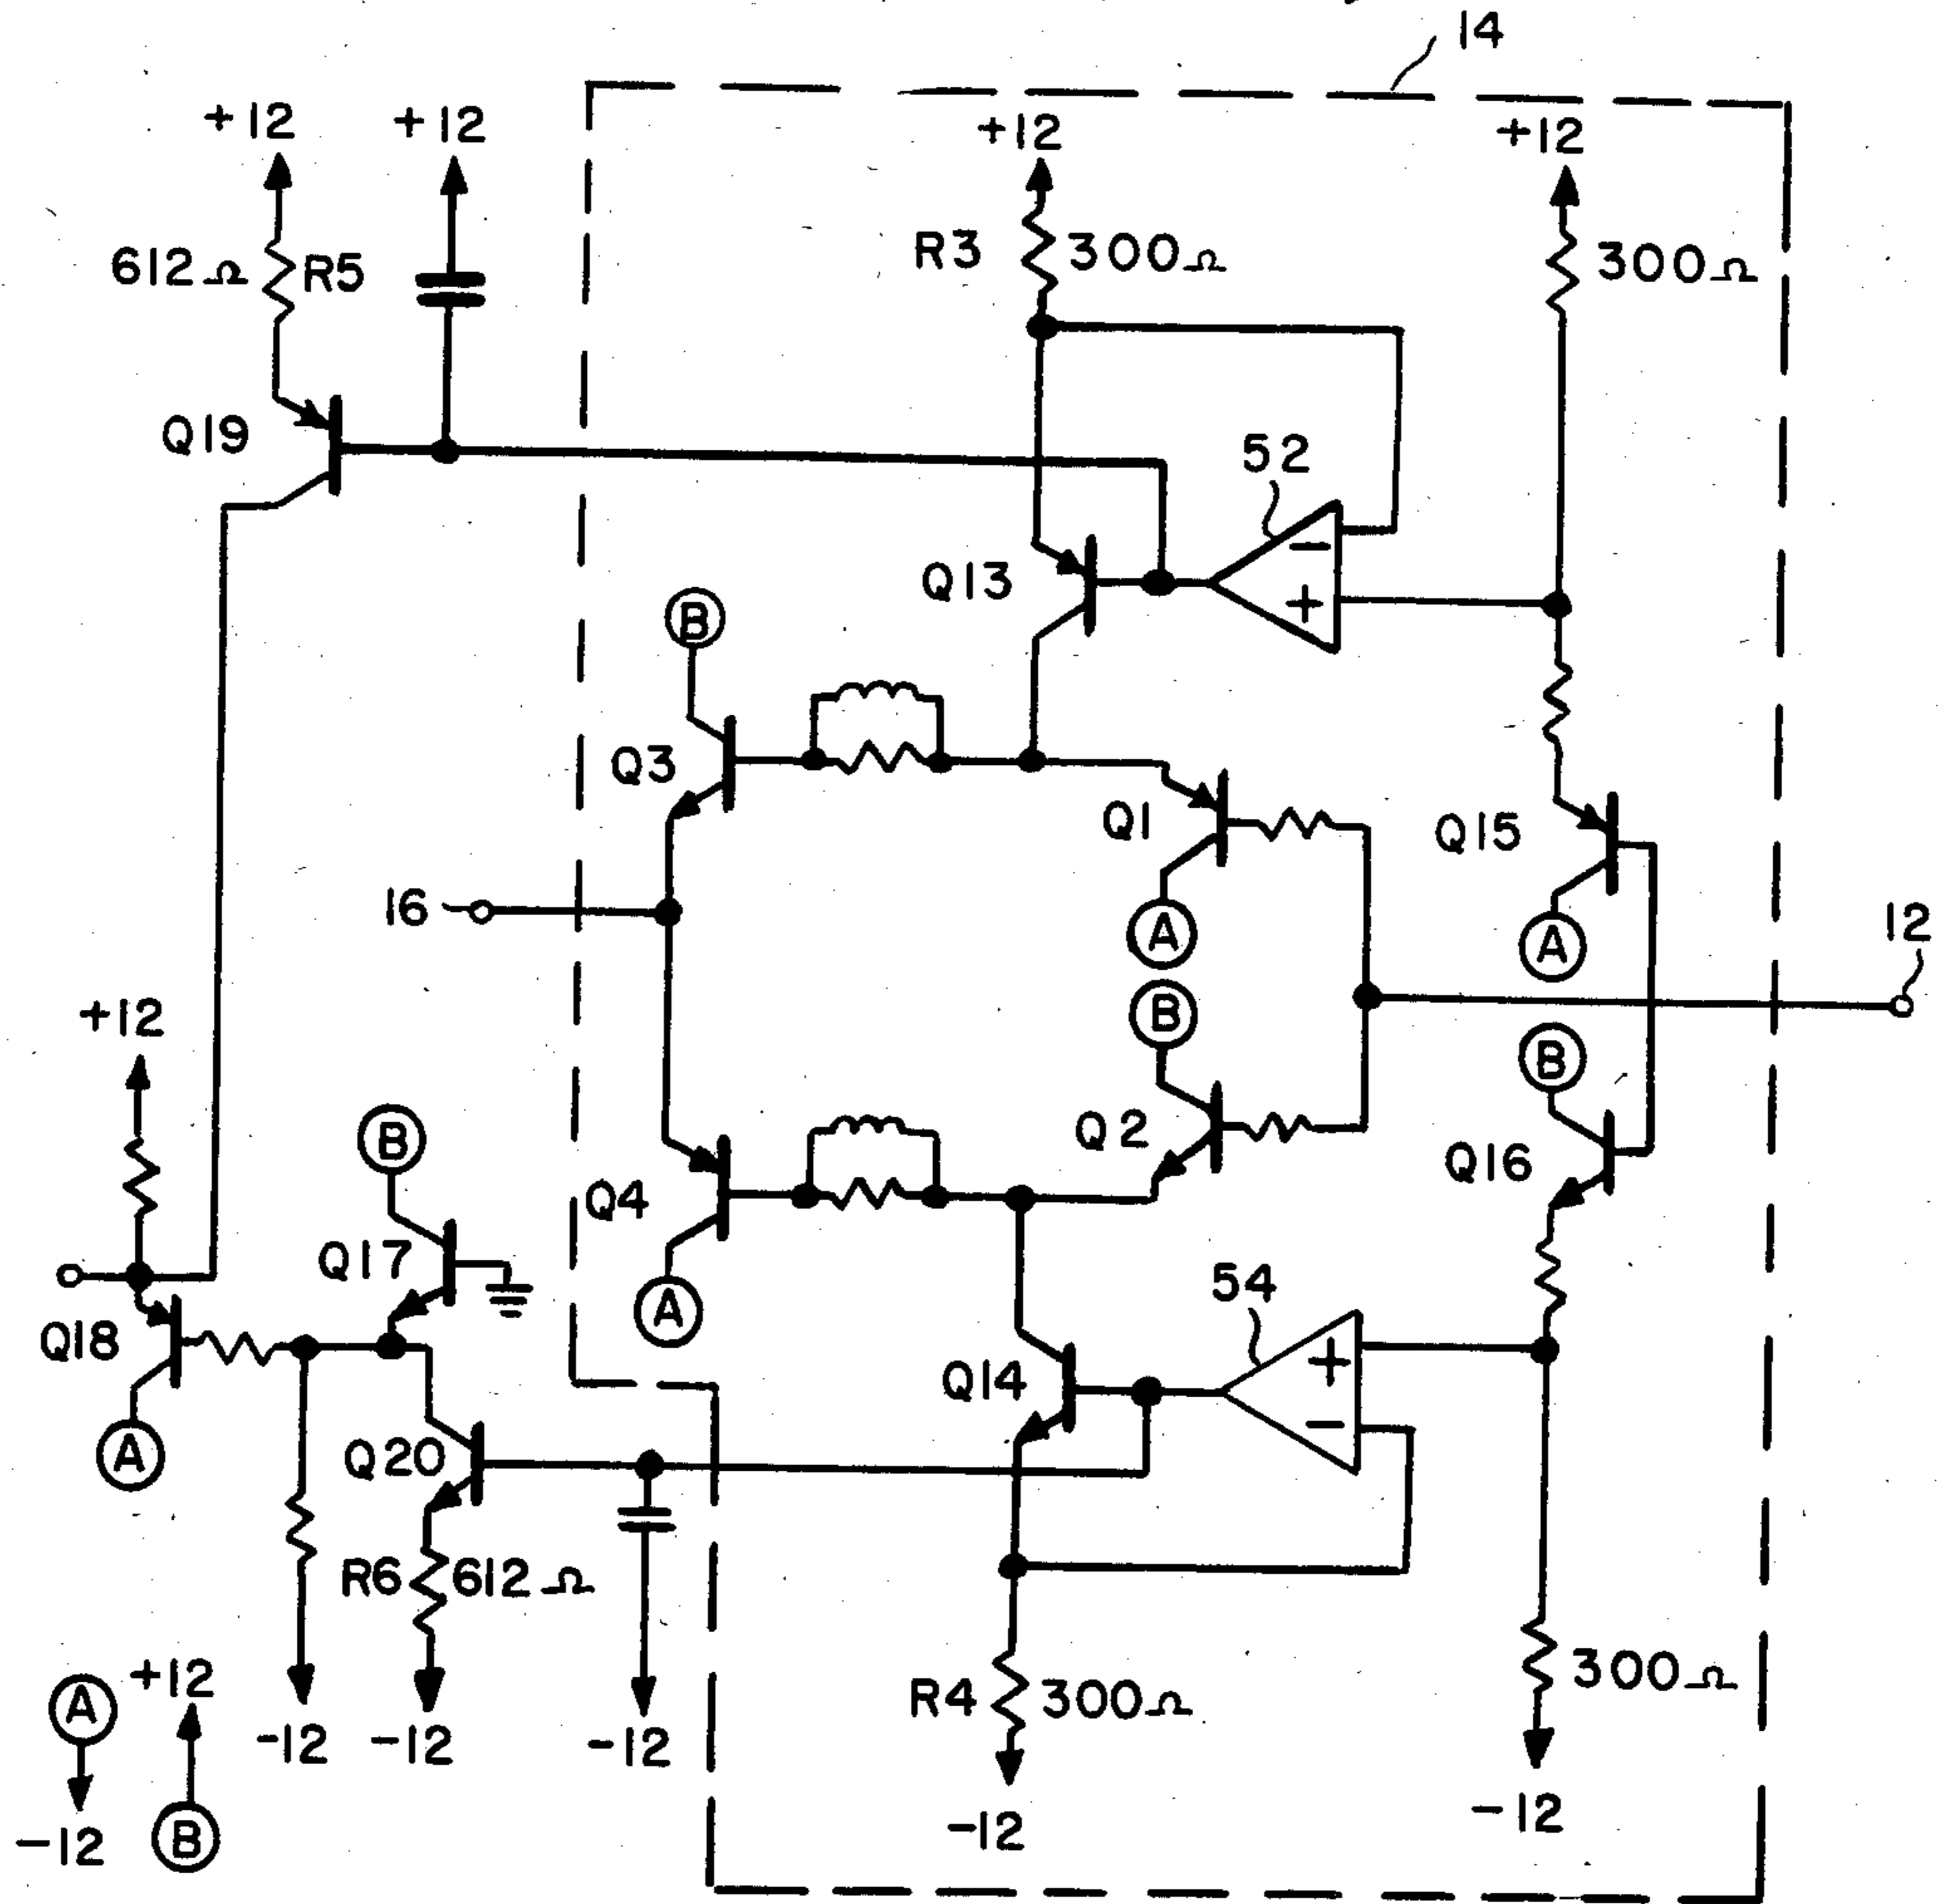 14
+12
+12
+12
+12
612Ω R5
R3 300Ω
300Ω
Q19
52
−
+
Q13
B
Q3
Q1
Q15
16
A
A
12
B
B
+12
Q2
Q16
B
Q4
Q17
54
A
+
−
Q18
Q14
A
Q20
R6 612Ω
A
+12
-12
-12
-12
R4 300Ω
300Ω
-12
B
-12
-12